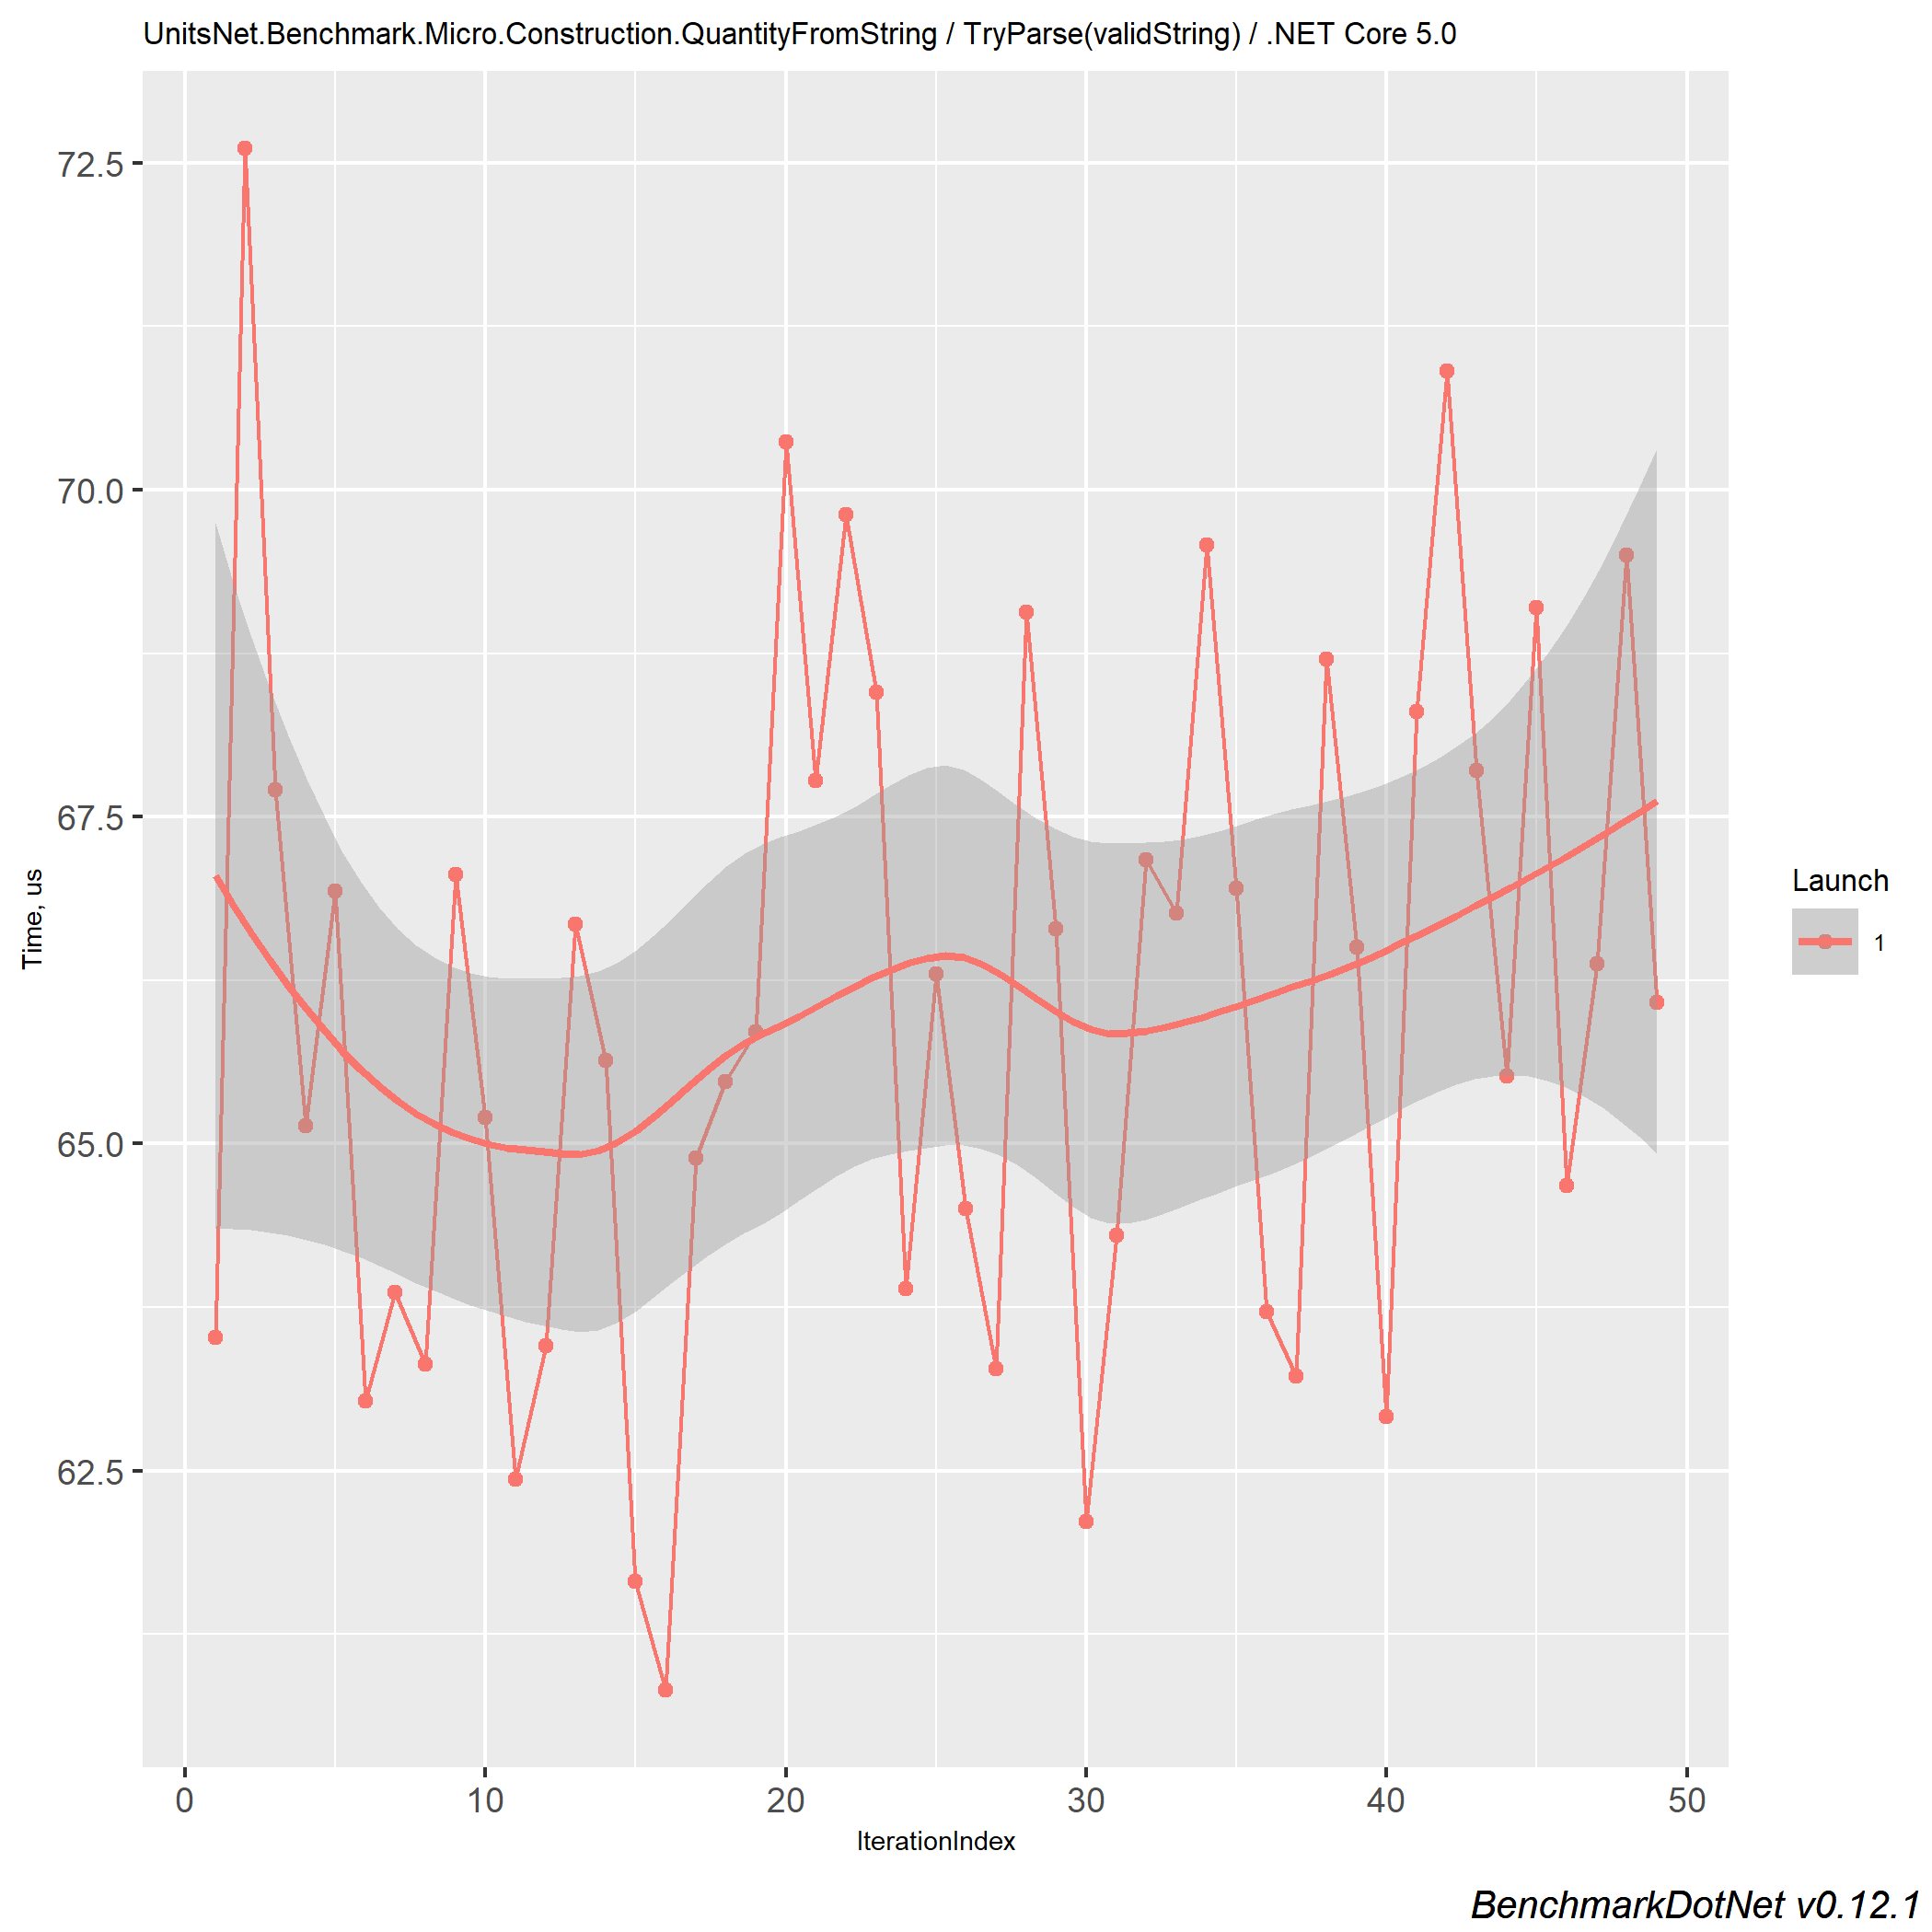 UnitsNet.Benchmark.Micro.Construction.QuantityFromString / TryParse(validString) / .NET Core 5.0
72.5
70.0
67.5
65.0
62.5
Time, us
0 10 20 30 40 50
IterationIndex
Launch
1
BenchmarkDotNet v0.12.1